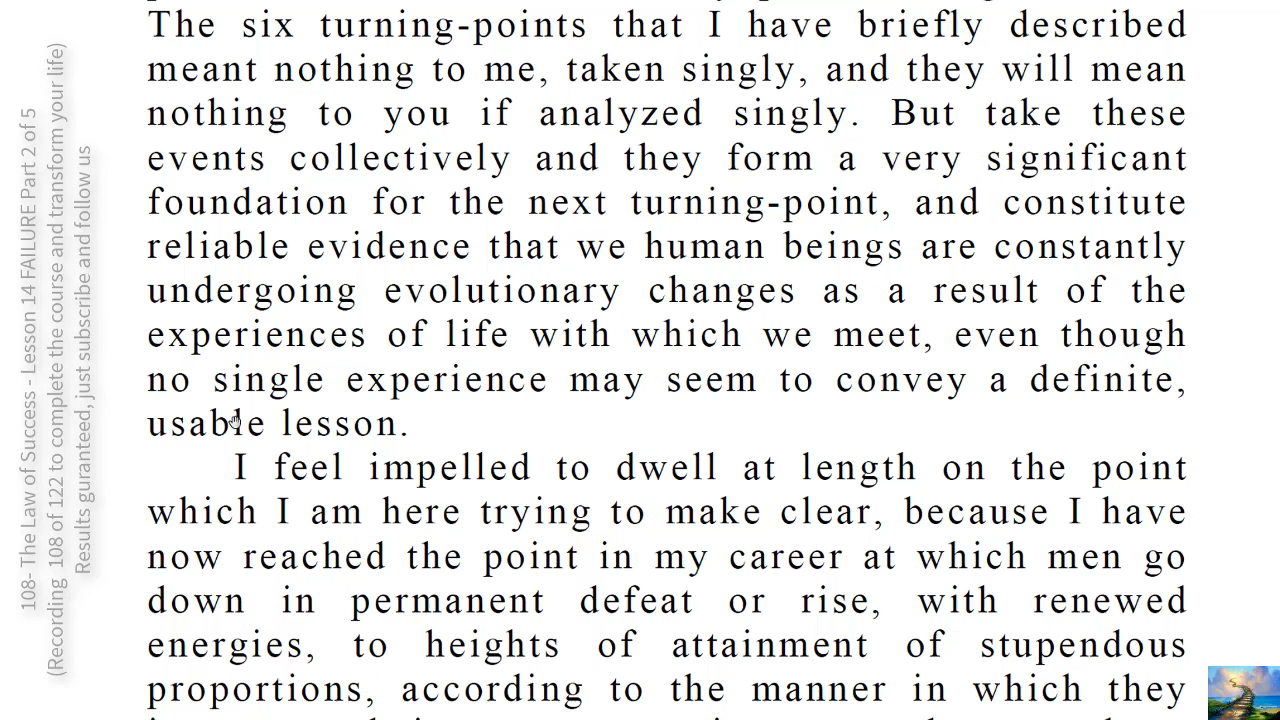 The six turning-points that I have briefly described
meant nothing to me, taken singly, and they will mean
nothing to you if analyzed singly. But take these
events collectively and they form a very significant
foundation for the next turning-point, and constitute
reliable evidence that we human beings are constantly
undergoing evolutionary changes as a result of the
experiences of life with which we meet, even though
no single experience may seem to convey a definite,
usable lesson.
I feel impelled to dwell at length on the point
which I am here trying to make clear, because I have
now reached the point in my career at which men go
down in permanent defeat or rise, with renewed
energies, to heights of attainment of stupendous
proportions, according to the manner in which they
108- The Law of Success - Lesson 14 FAILURE Part 2 of 5
(Recording 108 of 122 to complete the course and transform your life)
Results guranteed, just subscribe and follow us